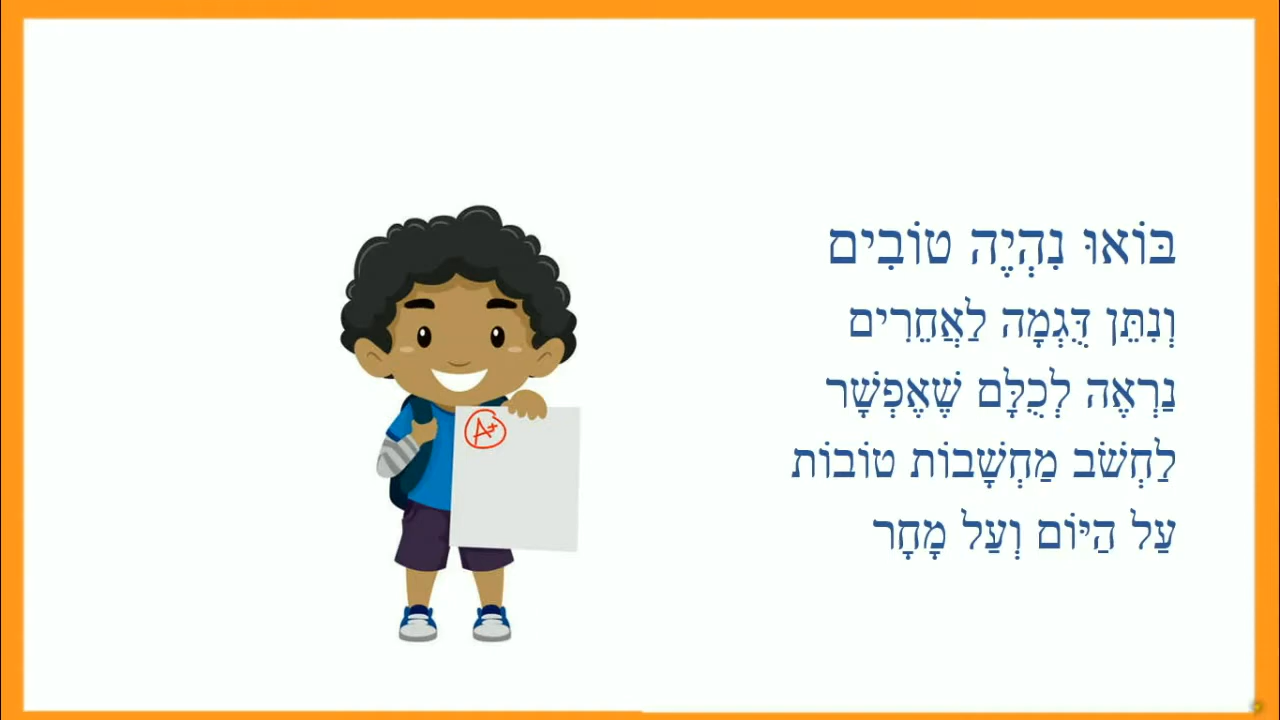 בּוֹאוּ נִהְיֶה טוֹבִים
וְנִתֵּן דֻּגְמָה לַאֲחֵרִים
נַרְאֶה לְכֻלָּם שֶׁאֶפְשָׁר
לַחְשֹׁב מַחְשָׁבוֹת טוֹבוֹת
עַל הַיּוֹם וְעַל מָחָר
A+